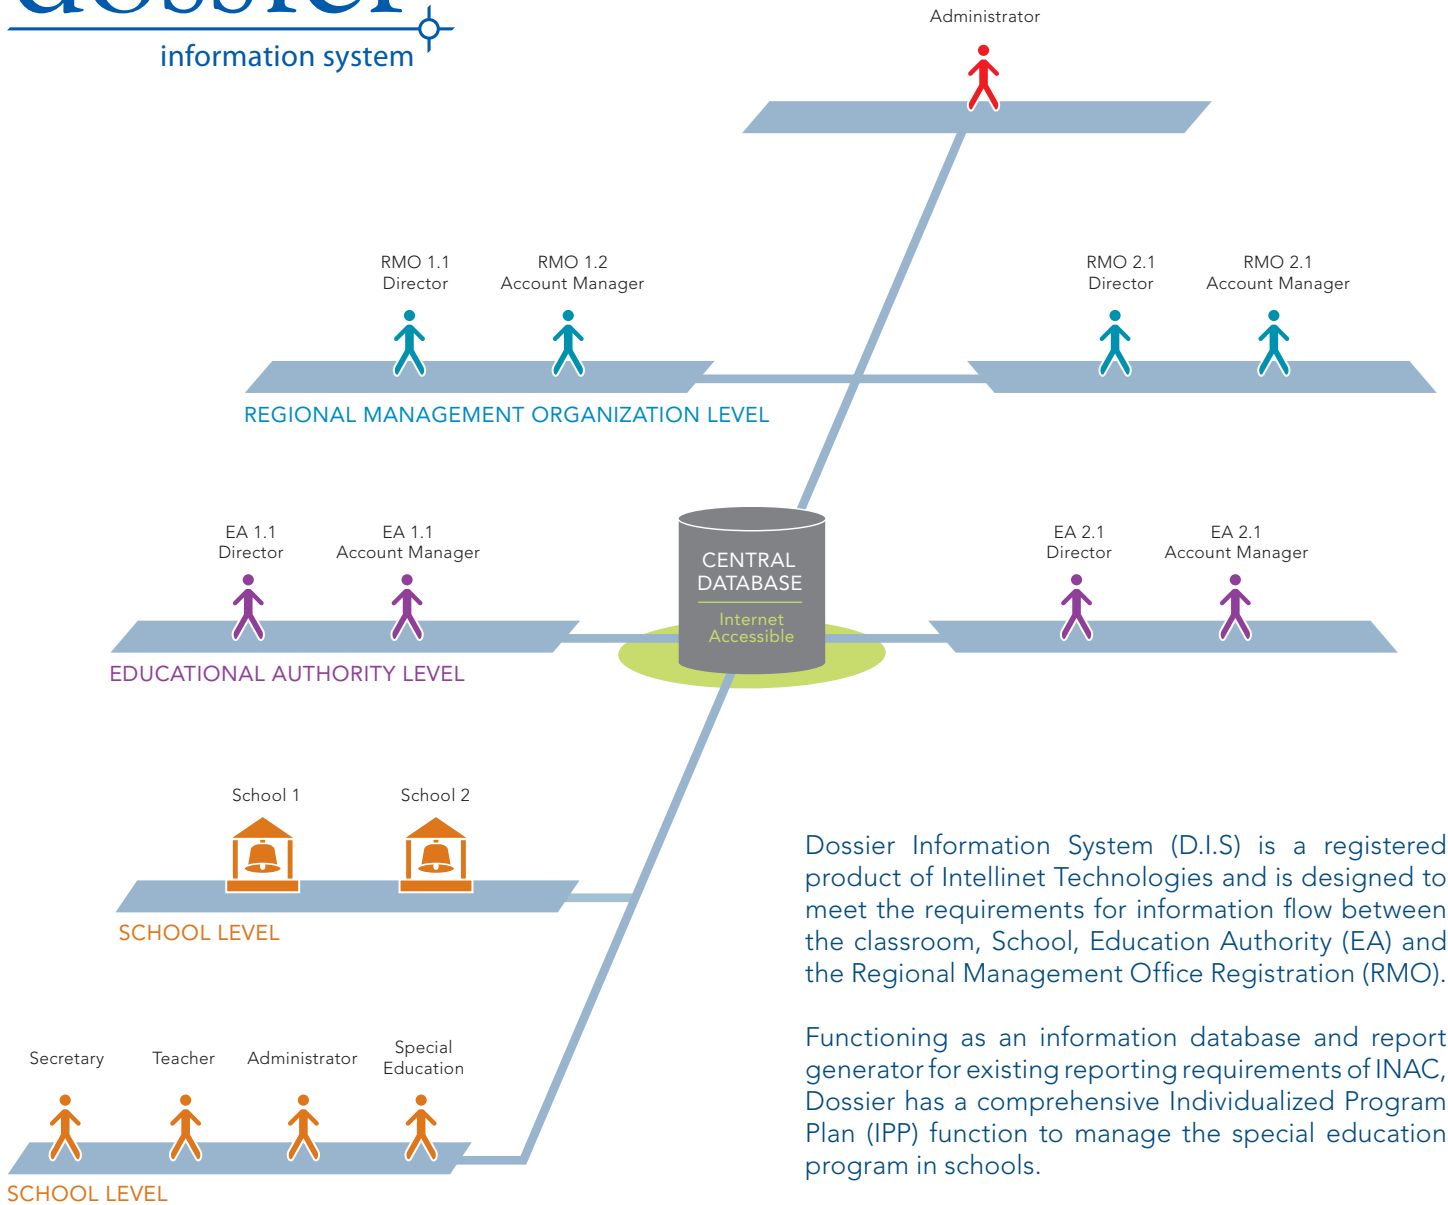 dossier
information system
Administrator
RMO 1.1
Director
RMO 1.2
Account Manager
RMO 2.1
Director
RMO 2.1
Account Manager
REGIONAL MANAGEMENT ORGANIZATION LEVEL
EA 1.1
Director
EA 1.1
Account Manager
CENTRAL
DATABASE
Internet
Accessible
EA 2.1
Director
EA 2.1
Account Manager
EDUCATIONAL AUTHORITY LEVEL
School 1
School 2
SCHOOL LEVEL
Dossier Information System (D.I.S) is a registered
product of Intellinet Technologies and is designed to
meet the requirements for information flow between
the classroom, School, Education Authority (EA) and
the Regional Management Office Registration (RMO).
Functioning as an information database and report
generator for existing reporting requirements of INAC,
Dossier has a comprehensive Individualized Program
Plan (IPP) function to manage the special education
program in schools.
Secretary
Teacher
Administrator
Special
Education
SCHOOL LEVEL